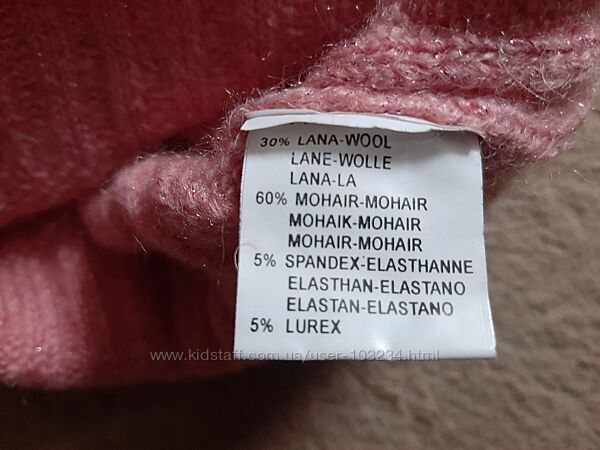 30% LANA-WOOL
LANE-WOLLE
LANA-LA
60% MOHAIR-MOHAIR
MOHAIK-MOHAIR
MOHAIR-MOHAIR
5% SPANDEX-ELASTHANNE
ELASTHAN-ELASTANO
ELASTAN-ELASTANO
5% LUREX
www.kidstaff.com.ua/user-103234.html